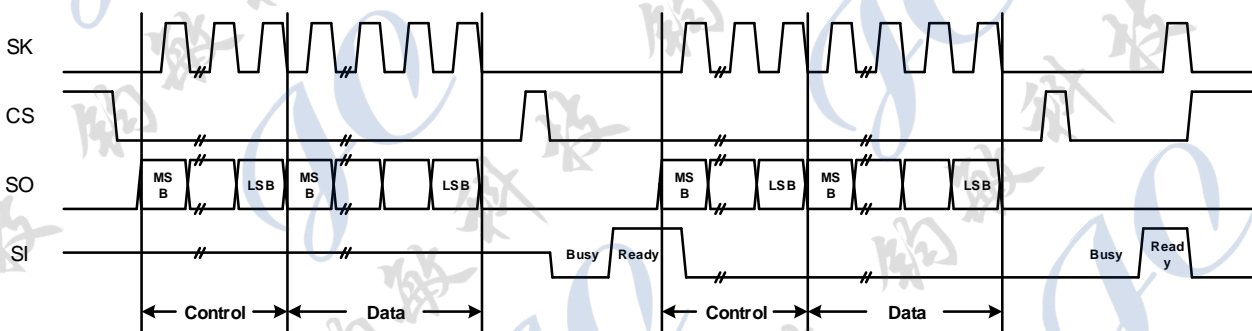 SK
CS
SO
MS
B
LSB
MS
B
LSB
MS
B
LSB
MS
B
LSB
SI
Busy
Ready
Busy
Read
y
Control
Data
Control
Data